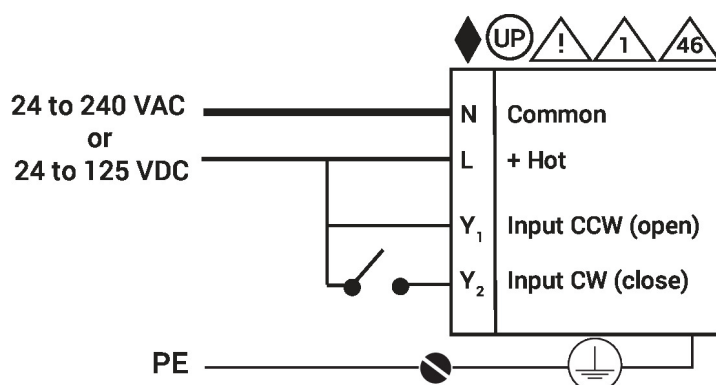 UP ! 1 46
24 to 240 VAC
or
24 to 125 VDC
N Common
L + Hot
Y₁ Input CCW (open)
Y₂ Input CW (close)
PE